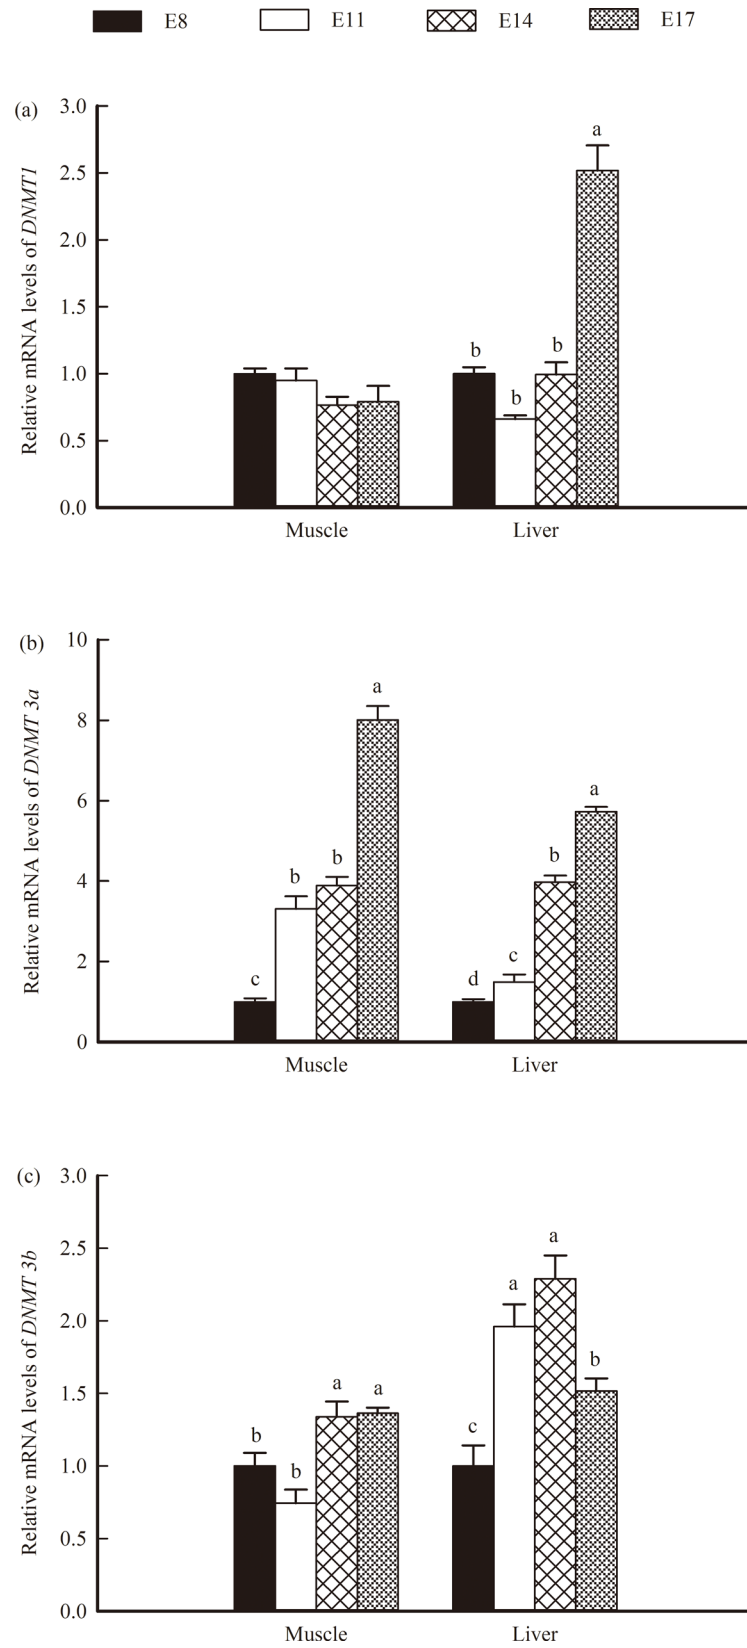 E8 E11 E14 E17
(a)
Relative mRNA levels of DNMT1
3.0
2.5
2.0
1.5
1.0
0.5
0.0
a
b
b
b
Muscle Liver
(b)
Relative mRNA levels of DNMT 3a
10
8
6
4
2
0
a
a
b b b
c d c
Muscle Liver
(c)
Relative mRNA levels of DNMT 3b
3.0
2.5
2.0
1.5
1.0
0.5
0.0
a
a
a a b
b b c
Muscle Liver